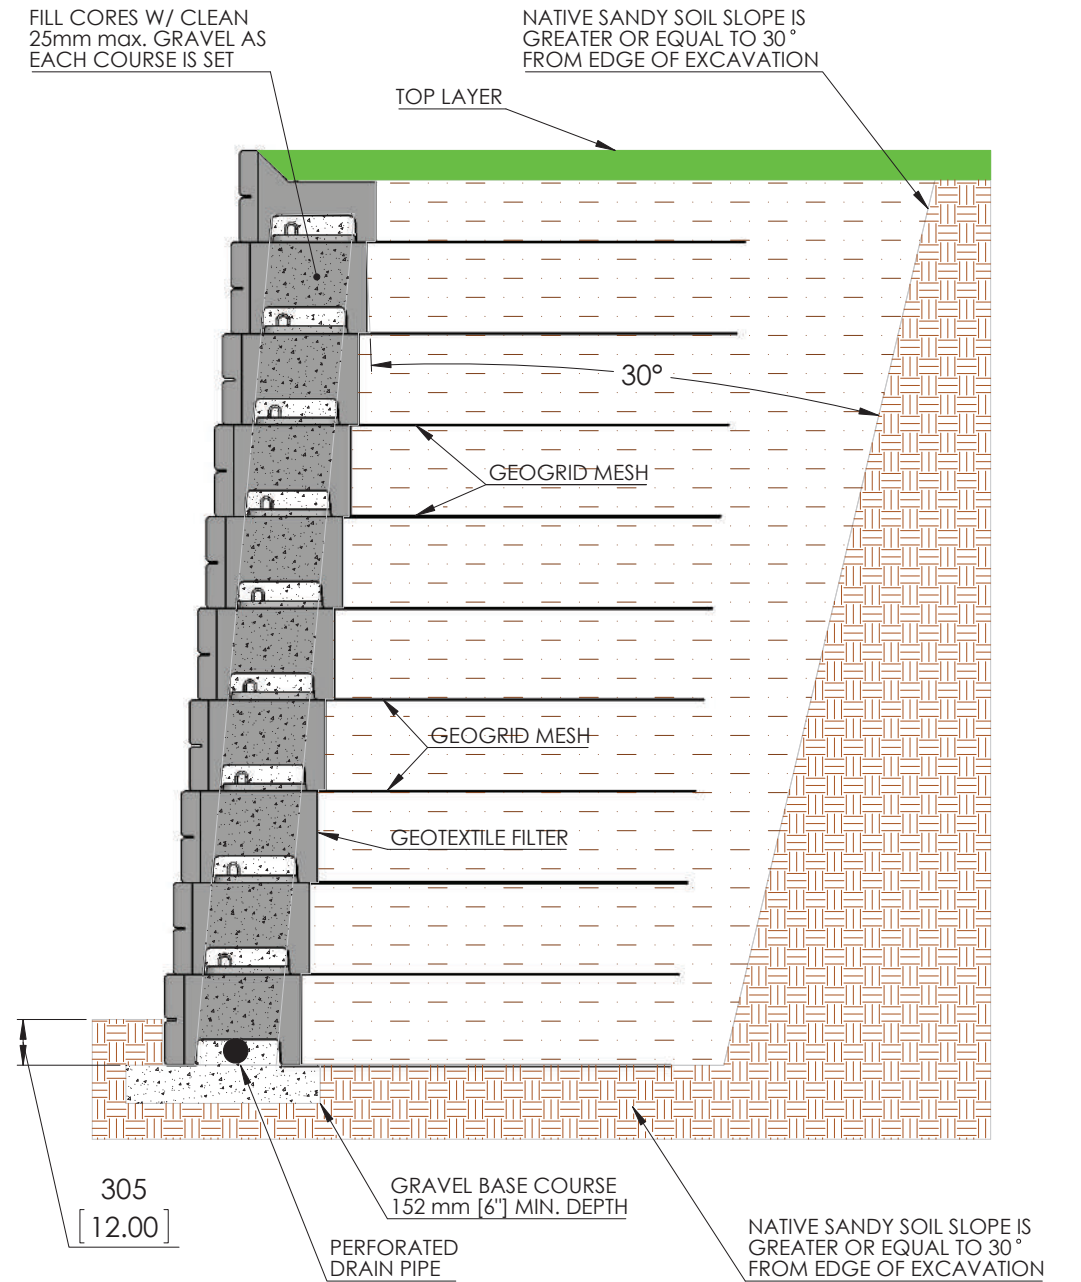 FILL CORES W/ CLEAN
25mm max. GRAVEL AS
EACH COURSE IS SET
NATIVE SANDY SOIL SLOPE IS
GREATER OR EQUAL TO 30°
FROM EDGE OF EXCAVATION
TOP LAYER
30°
GEOGRID MESH
GEOGRID MESH
GEOTEXTILE FILTER
305
[12.00]
GRAVEL BASE COURSE
152 mm [6"] MIN. DEPTH
PERFORATED
DRAIN PIPE
NATIVE SANDY SOIL SLOPE IS
GREATER OR EQUAL TO 30°
FROM EDGE OF EXCAVATION